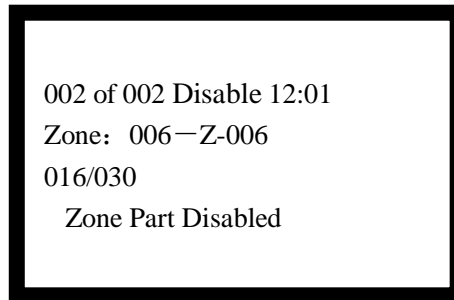 002 of 002 Disable 12:01
Zone：006－Z-006
016/030
Zone Part Disabled